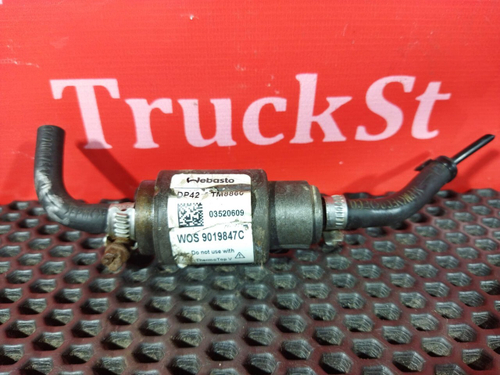 TruckSt
Webasto
DP42
03520609
WOS 9019847C
Do not use with